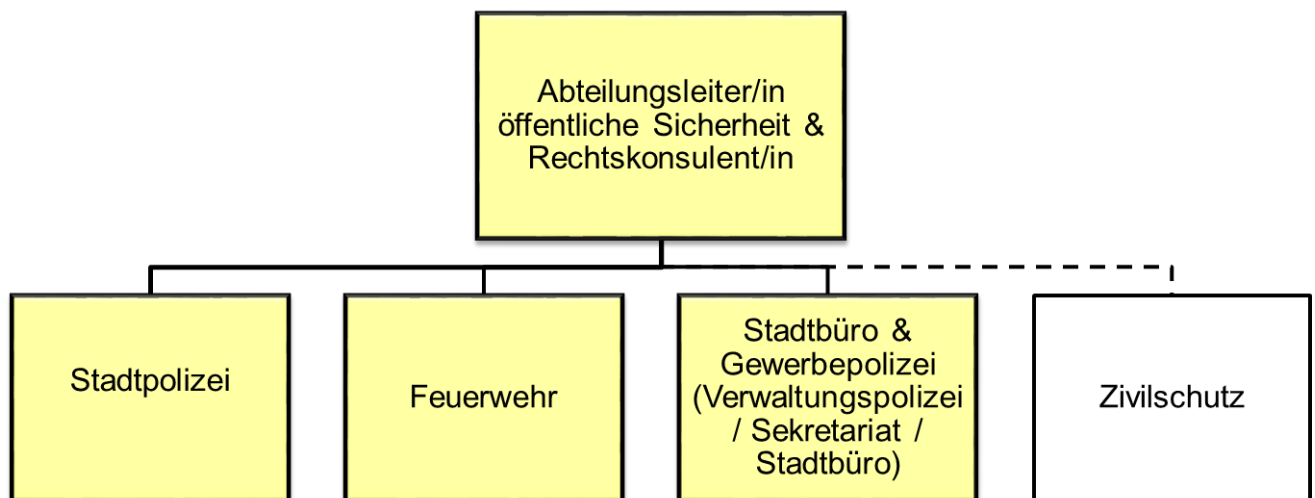 Abteilungsleiter/in
öffentliche Sicherheit &
Rechtskonsulent/in
Stadtpolizei
Feuerwehr
Stadtbüro &
Gewerbepolizei
(Verwaltungspolizei
/ Sekretariat /
Stadtbüro)
Zivilschutz